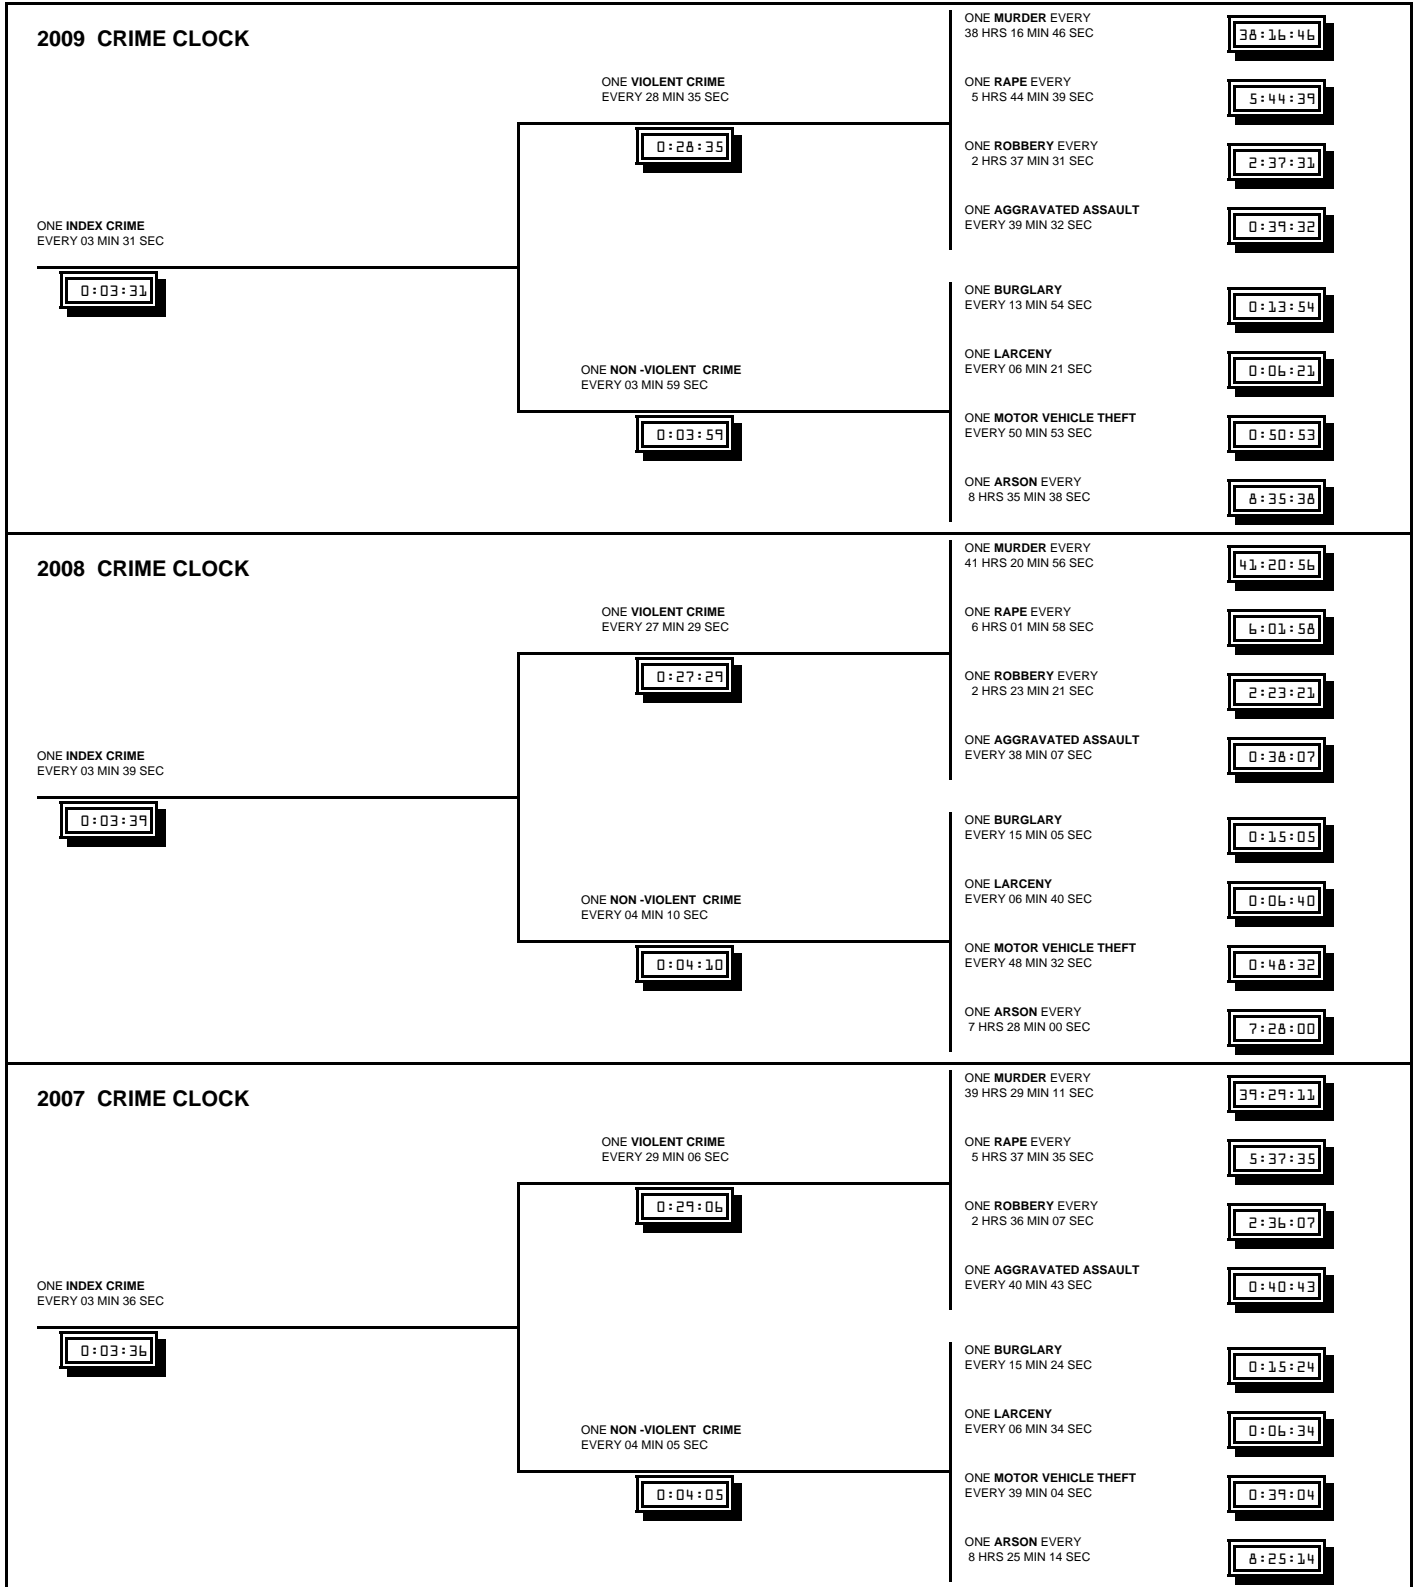 2009 CRIME CLOCK
ONE INDEX CRIME
EVERY 03 MIN 31 SEC
0:03:31
ONE VIOLENT CRIME
EVERY 28 MIN 35 SEC
0:28:35
ONE NON -VIOLENT CRIME
EVERY 03 MIN 59 SEC
0:03:59
ONE MURDER EVERY
38 HRS 16 MIN 46 SEC
38:16:46
ONE RAPE EVERY
5 HRS 44 MIN 39 SEC
5:44:39
ONE ROBBERY EVERY
2 HRS 37 MIN 31 SEC
2:37:31
ONE AGGRAVATED ASSAULT
EVERY 39 MIN 32 SEC
0:39:32
ONE BURGLARY
EVERY 13 MIN 54 SEC
0:13:54
ONE LARCENY
EVERY 06 MIN 21 SEC
0:06:21
ONE MOTOR VEHICLE THEFT
EVERY 50 MIN 53 SEC
0:50:53
ONE ARSON EVERY
8 HRS 35 MIN 38 SEC
8:35:38
2008 CRIME CLOCK
ONE INDEX CRIME
EVERY 03 MIN 39 SEC
0:03:39
ONE VIOLENT CRIME
EVERY 27 MIN 29 SEC
0:27:29
ONE NON -VIOLENT CRIME
EVERY 04 MIN 10 SEC
0:04:10
ONE MURDER EVERY
41 HRS 20 MIN 56 SEC
41:20:56
ONE RAPE EVERY
6 HRS 01 MIN 58 SEC
6:01:58
ONE ROBBERY EVERY
2 HRS 23 MIN 21 SEC
2:23:21
ONE AGGRAVATED ASSAULT
EVERY 38 MIN 07 SEC
0:38:07
ONE BURGLARY
EVERY 15 MIN 05 SEC
0:15:05
ONE LARCENY
EVERY 06 MIN 40 SEC
0:06:40
ONE MOTOR VEHICLE THEFT
EVERY 48 MIN 32 SEC
0:48:32
ONE ARSON EVERY
7 HRS 28 MIN 00 SEC
7:28:00
2007 CRIME CLOCK
ONE INDEX CRIME
EVERY 03 MIN 36 SEC
0:03:36
ONE VIOLENT CRIME
EVERY 29 MIN 06 SEC
0:29:06
ONE NON -VIOLENT CRIME
EVERY 04 MIN 05 SEC
0:04:05
ONE MURDER EVERY
39 HRS 29 MIN 11 SEC
39:29:11
ONE RAPE EVERY
5 HRS 37 MIN 35 SEC
5:37:35
ONE ROBBERY EVERY
2 HRS 36 MIN 07 SEC
2:36:07
ONE AGGRAVATED ASSAULT
EVERY 40 MIN 43 SEC
0:40:43
ONE BURGLARY
EVERY 15 MIN 24 SEC
0:15:24
ONE LARCENY
EVERY 06 MIN 34 SEC
0:06:34
ONE MOTOR VEHICLE THEFT
EVERY 39 MIN 04 SEC
0:39:04
ONE ARSON EVERY
8 HRS 25 MIN 14 SEC
8:25:14